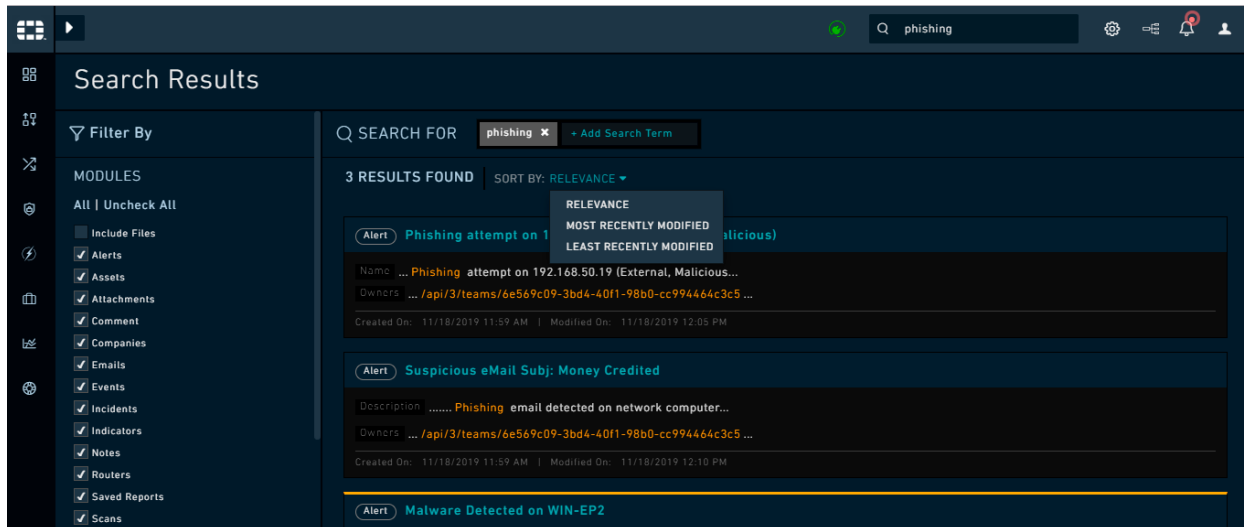 phishing
Search Results
Filter By
MODULES
All | Uncheck All
Include Files
Alerts
Assets
Attachments
Comment
Companies
Emails
Events
Incidents
Indicators
Notes
Routers
Saved Reports
Scans
SEARCH FOR phishing ✖ + Add Search Term
3 RESULTS FOUND SORT BY: RELEVANCE
RELEVANCE
MOST RECENTLY MODIFIED
LEAST RECENTLY MODIFIED
Alert Phishing attempt on 1
Name ... Phishing attempt on 192.168.50.19 (External, Malicious...
Owners ... /api/3/teams/6e569c09-3bd4-40f1-98b0-cc994464c3c5 ...
Created On: 11/18/2019 11:59 AM | Modified On: 11/18/2019 12:05 PM
Alert Suspicious eMail Subj: Money Credited
Description ....... Phishing email detected on network computer...
Owners ... /api/3/teams/6e569c09-3bd4-40f1-98b0-cc994464c3c5 ...
Created On: 11/18/2019 11:59 AM | Modified On: 11/18/2019 12:10 PM
Alert Malware Detected on WIN-EP2